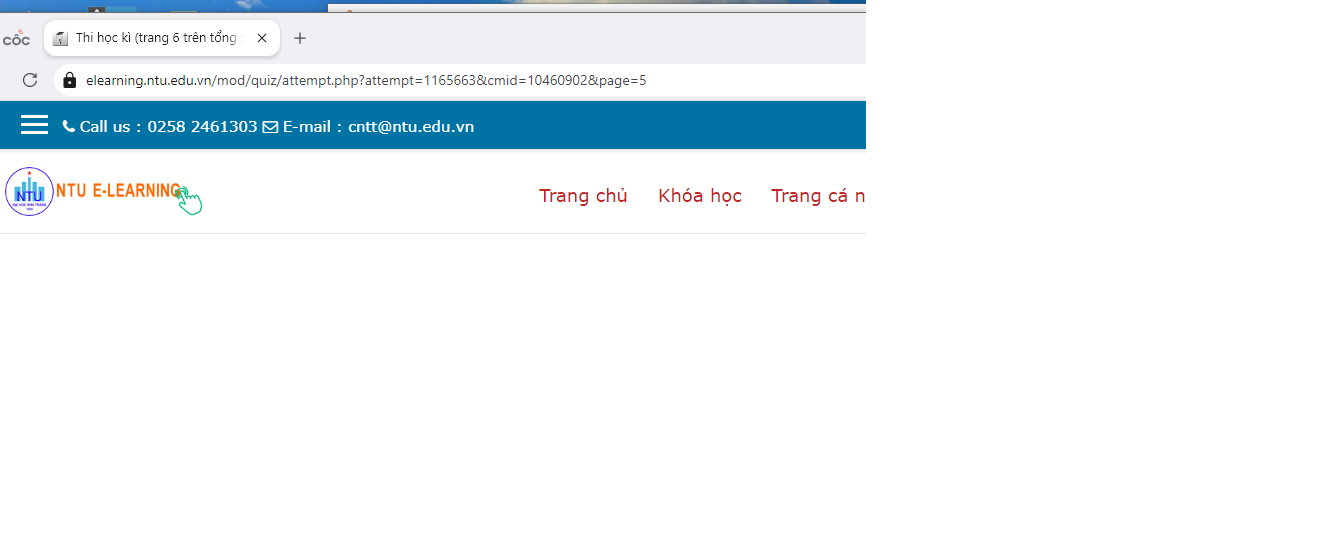 CỐC
Thi học kì (trang 6 trên tổng
elearning.ntu.edu.vn/mod/quiz/attempt.php?attempt=1165663&cmid=10460902&page=5
Call us : 0258 2461303 E-mail : cntt@ntu.edu.vn
NTU NTU E-LEARNING
Trang chủ Khóa học Trang cá n